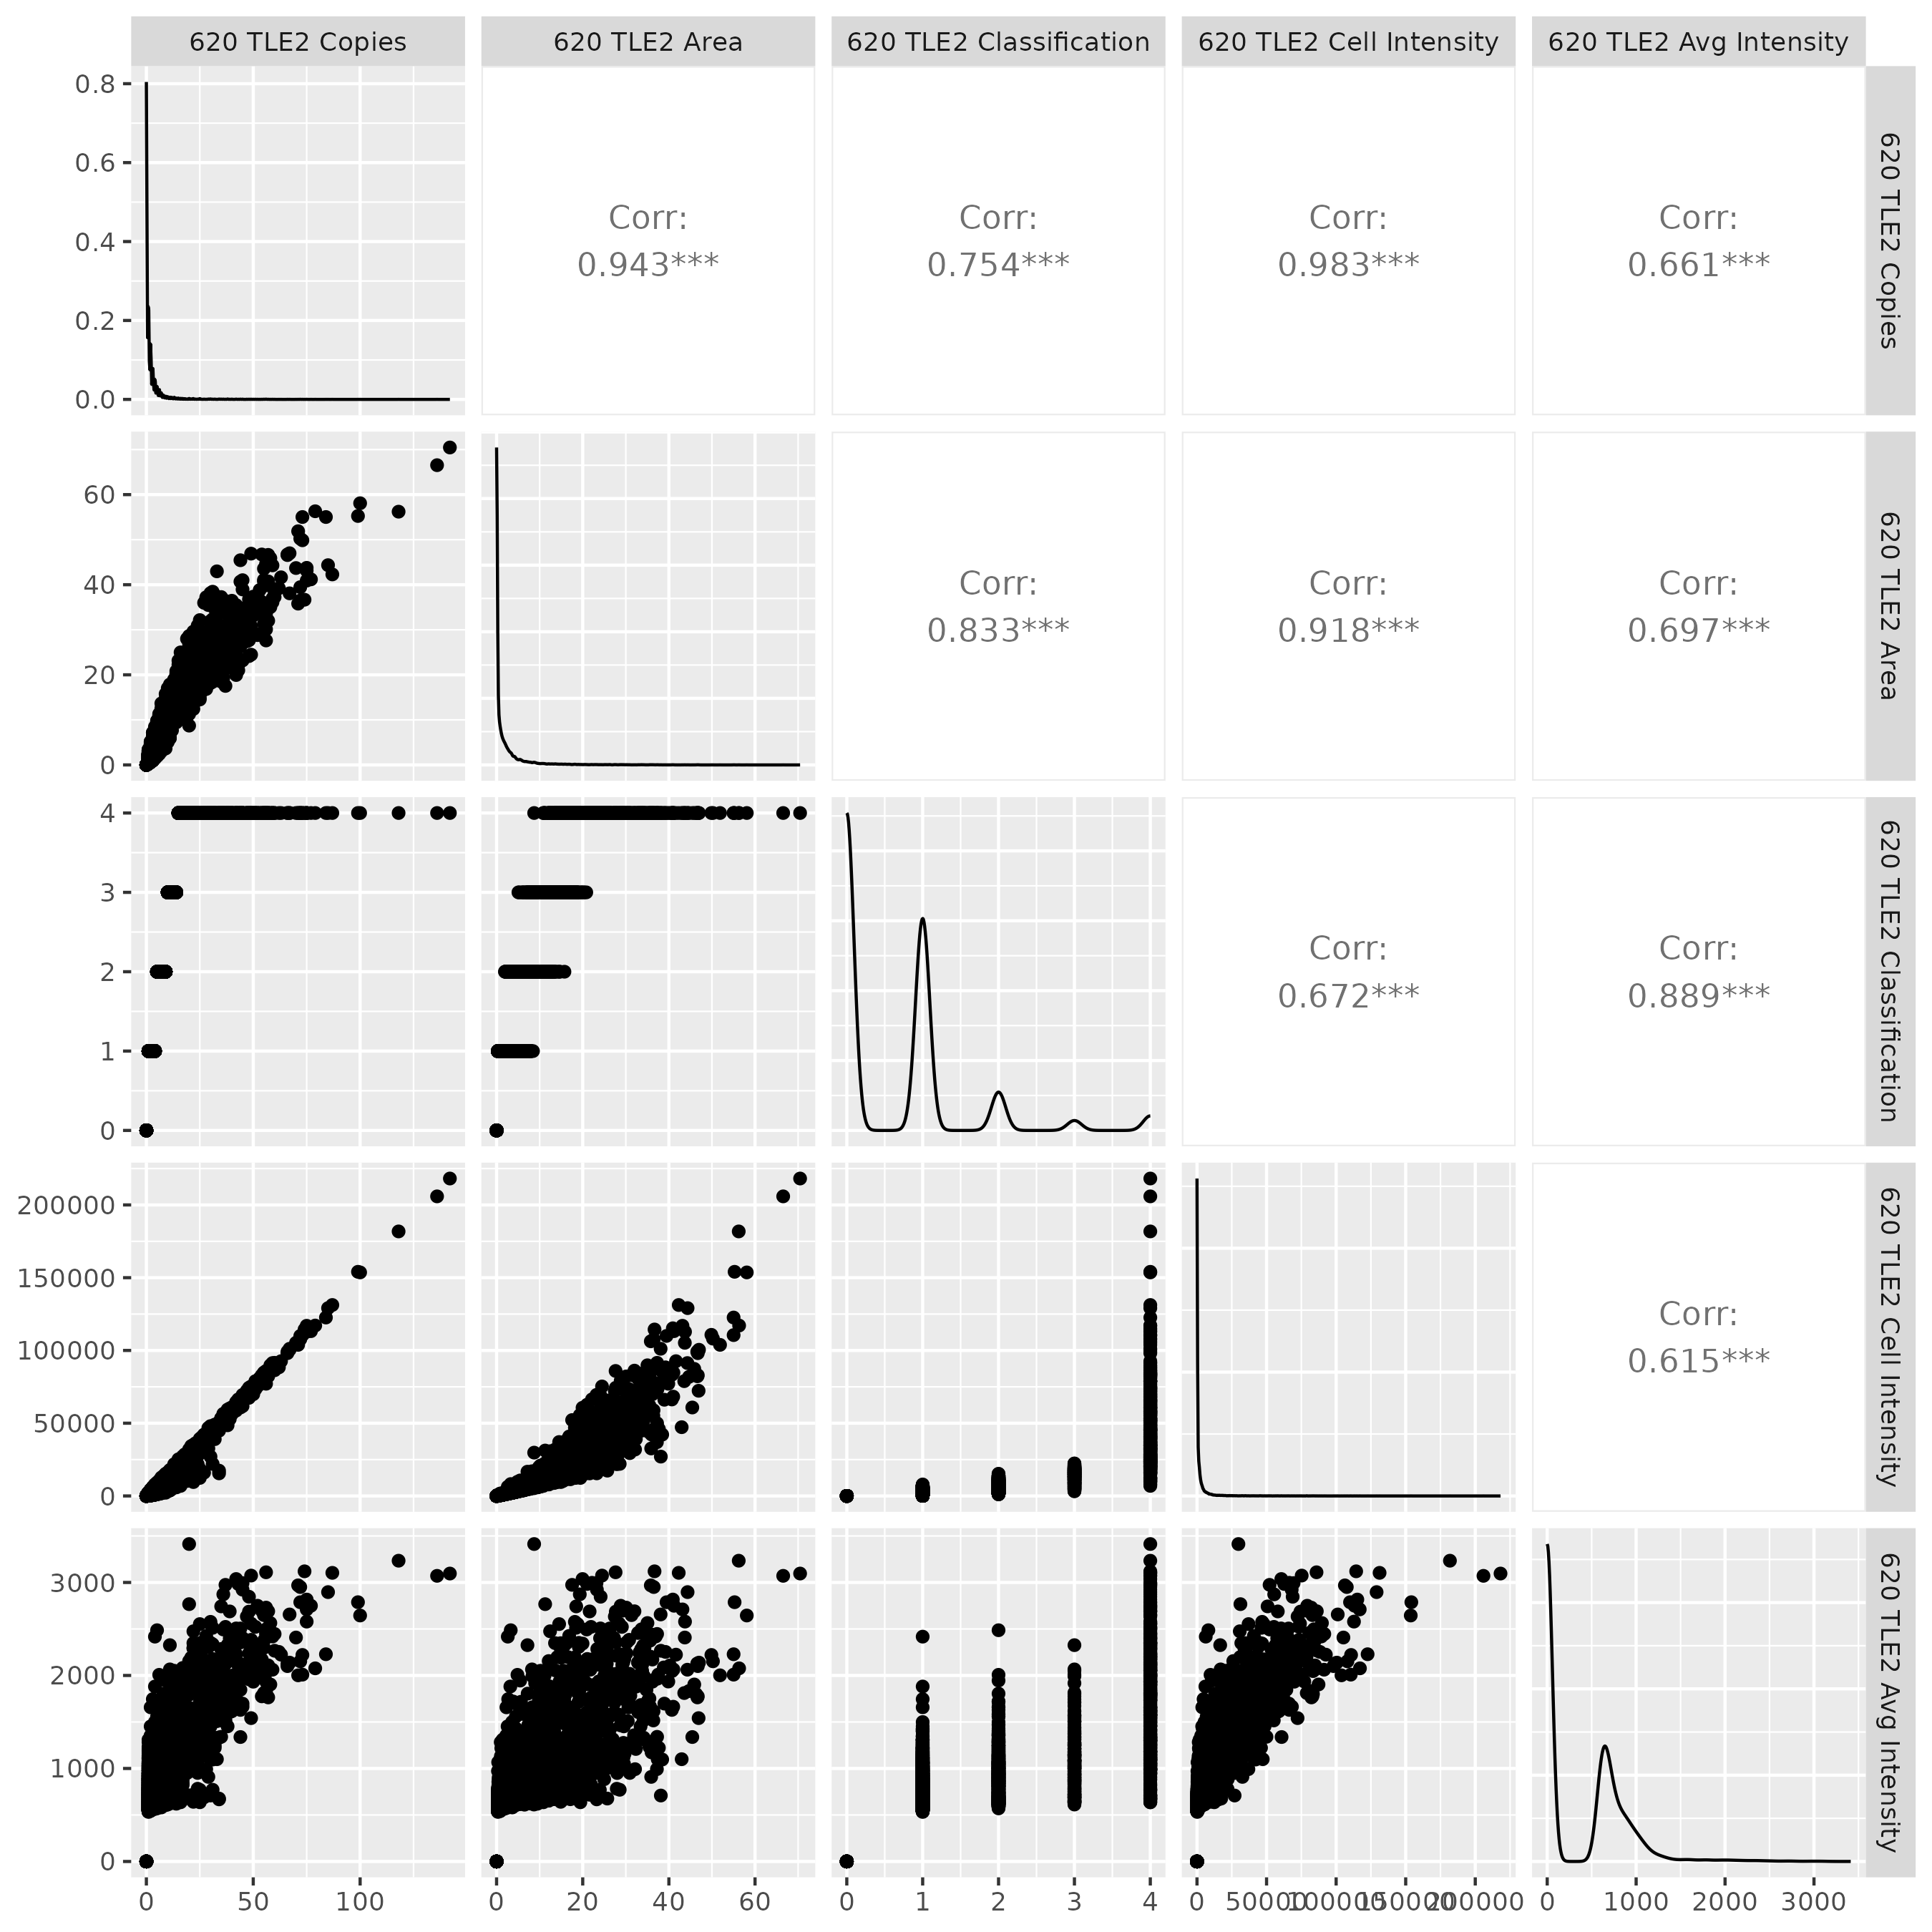 620 TLE2 Copies
620 TLE2 Area
620 TLE2 Classification
620 TLE2 Cell Intensity
620 TLE2 Avg Intensity
0.8
0.6
0.4
0.2
0.0
Corr:
0.943***
Corr:
0.754***
Corr:
0.983***
Corr:
0.661***
620 TLE2 Copies
60
40
20
0
Corr:
0.833***
Corr:
0.918***
Corr:
0.697***
620 TLE2 Area
4
3
2
1
0
Corr:
0.672***
Corr:
0.889***
620 TLE2 Classification
200000
150000
100000
50000
0
Corr:
0.615***
620 TLE2 Cell Intensity
3000
2000
1000
0
620 TLE2 Avg Intensity
0 50 100
0 20 40 60
0 1 2 3 4
0 50000 100000 150000 200000
0 1000 2000 3000